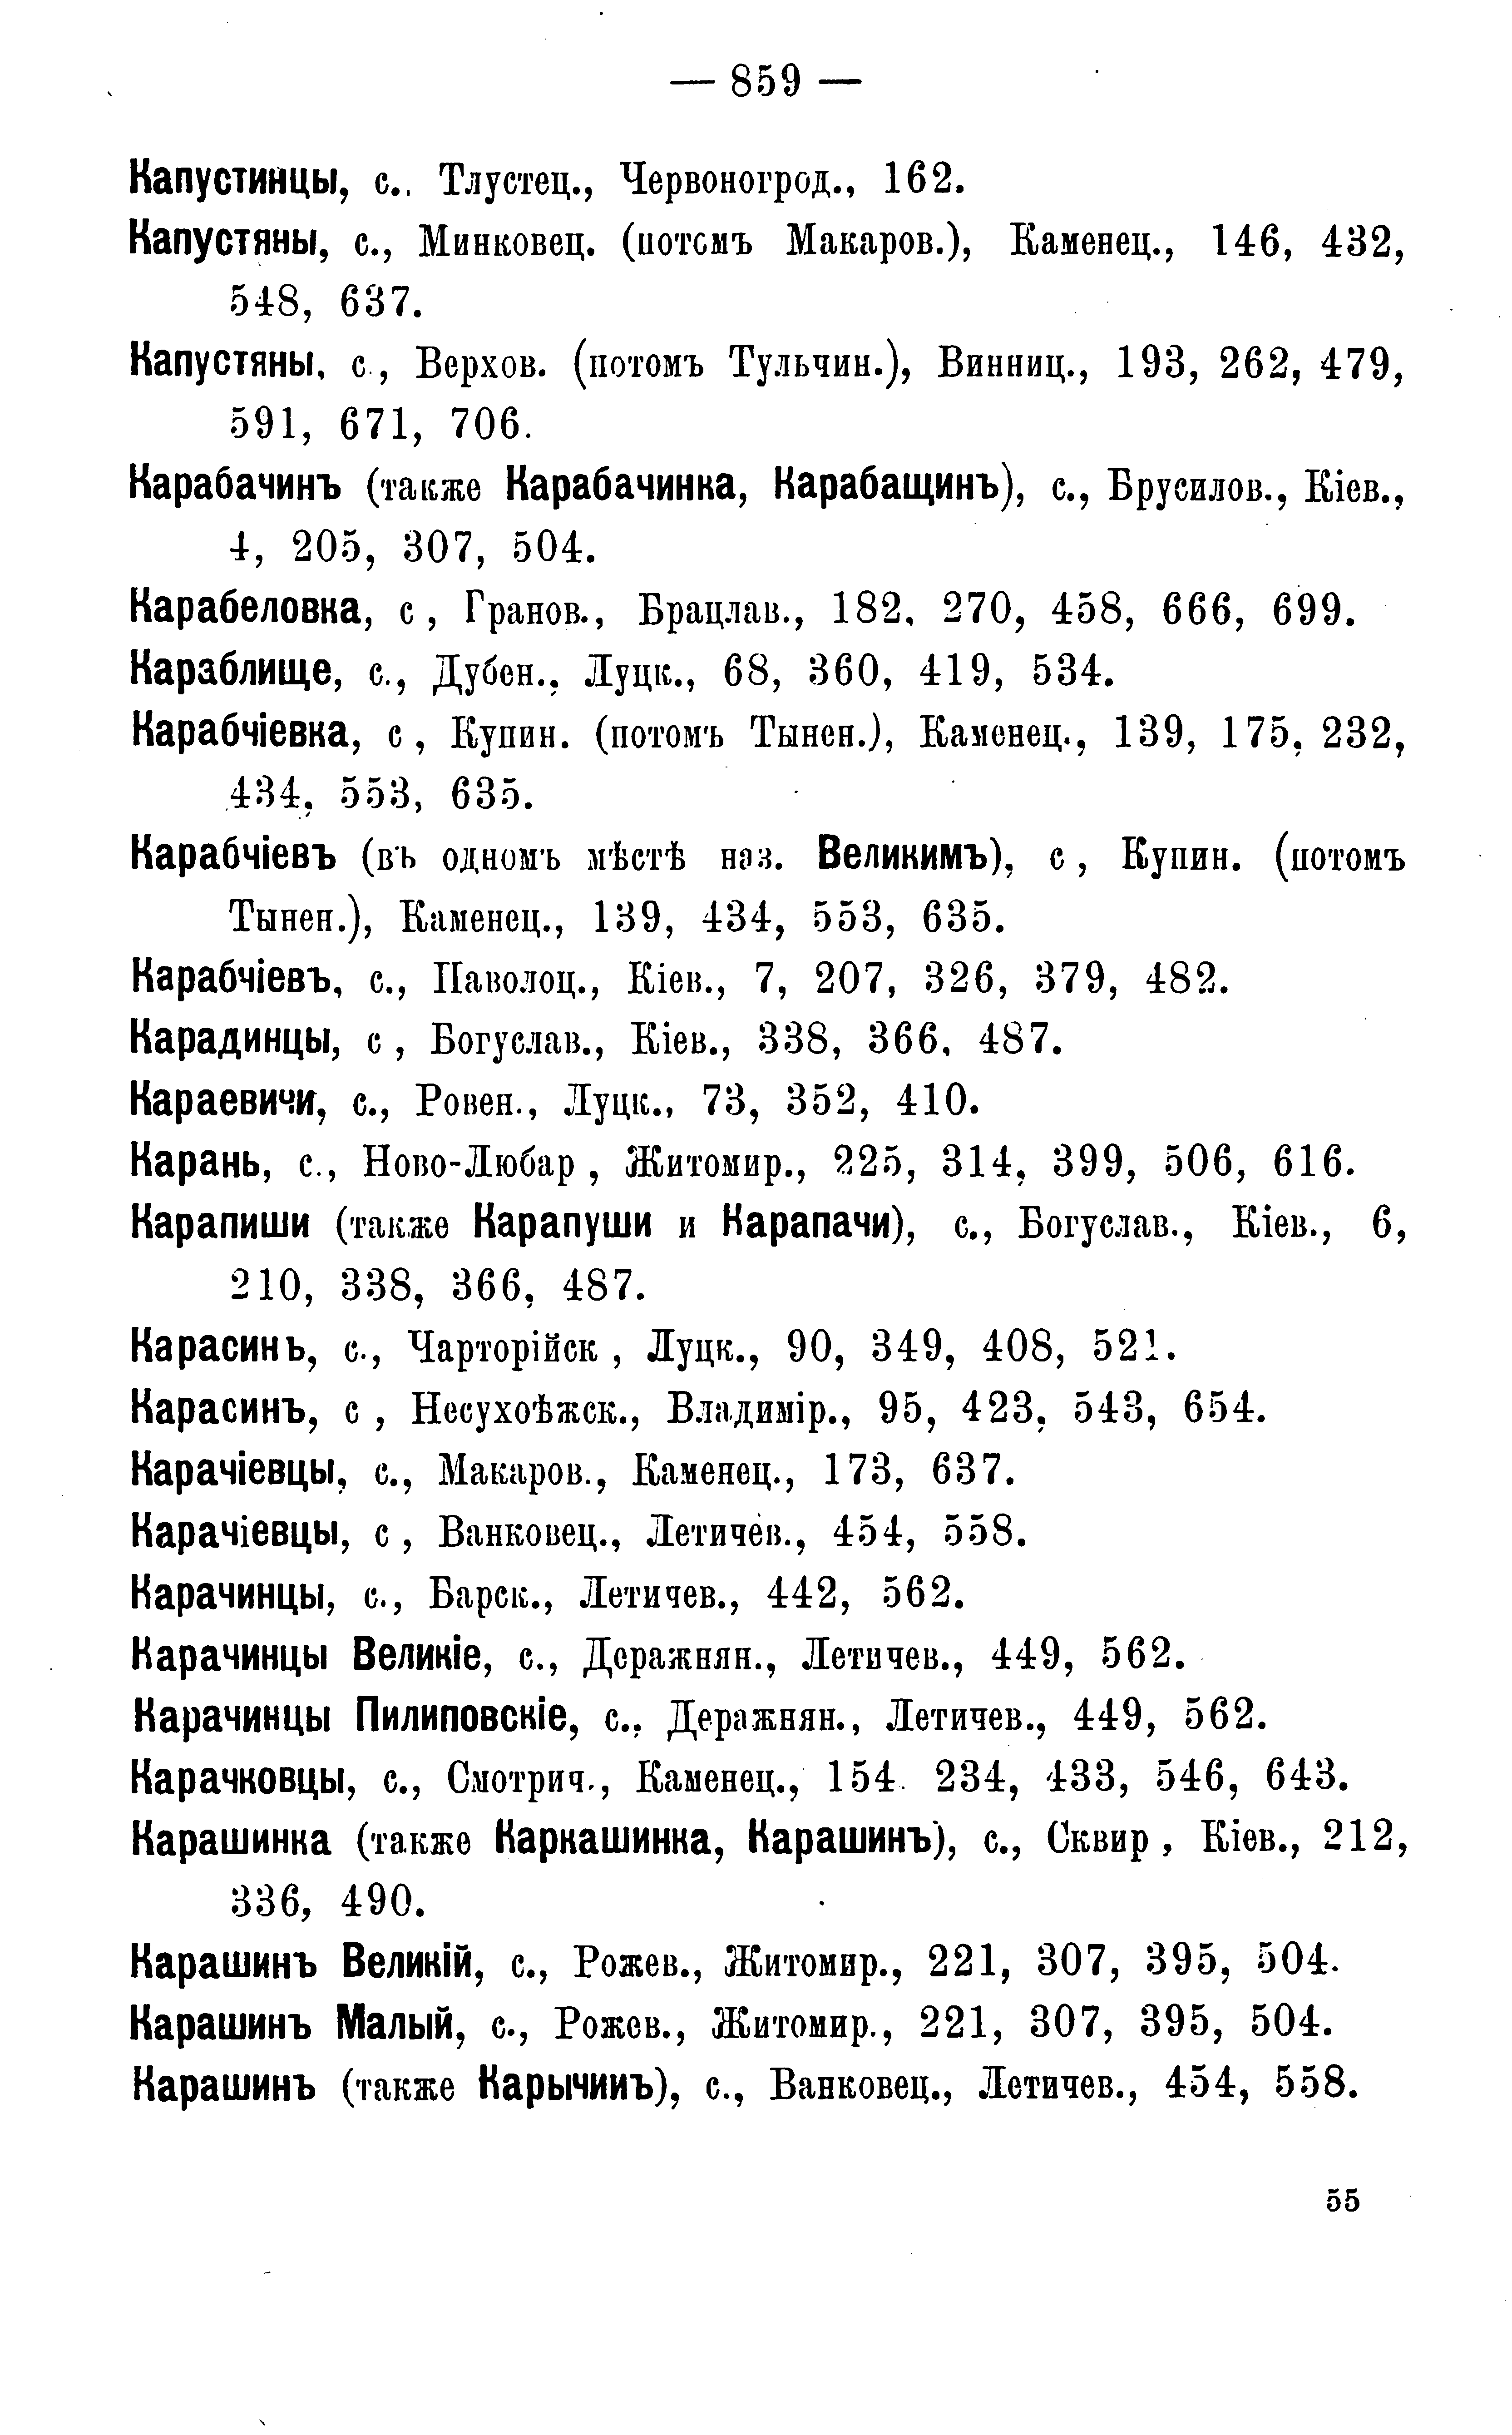 — 859 —
Капустинцы, с., Тлустец., Червоногрод., 162.
Капустяны, с., Минковец. (потомъ Макаров.), Каменец., 146, 432,
548, 637.
Капустяны, с., Верхов. (потомъ Тульчин.), Винниц., 193, 262, 479,
591, 671, 706.
Карабачинъ (также Карабачинка, Карабащинъ), с., Брусилов., Кіев.,
4, 205, 307, 504.
Карабеловка, с , Гранов., Брацлав., 182, 270, 458, 666, 699.
Караблище, с., Дубен., Луцк., 68, 360, 419, 534.
Карабчіевка, с , Купин. (потомъ Тынен.), Каменец., 139, 175, 232,
434, 553, 635.
Карабчіевъ (въ одномъ мѣстѣ наз. Великимъ), с , Купин. (потомъ
Тынен.), Каменец., 139, 434, 553, 635.
Карабчіевъ, с., Паволоц., Кіев., 7, 207, 326, 379, 482.
Карадинцы, с , Богуслав., Кіев., 338, 366, 487.
Караевичи, с., Ровен., Луцк., 73, 352, 410.
Карань, с., Ново-Любар , Житомир., 225, 314, 399, 506, 616.
Карапиши (также Карапуши и Карапачи), с., Богуслав., Кіев., 6,
210, 338, 366, 487.
Карасинь, с., Чарторійск , Луцк., 90, 349, 408, 521.
Карасинъ, с , Несухоѣжск., Владимір., 95, 423, 543, 654.
Карачіевцы, с., Макаров., Каменец., 173, 637.
Карачіевцы, с , Ванковец., Летичев., 454, 558.
Карачинцы, с., Барск., Летичев., 442, 562.
Карачинцы Великіе, с., Деражнян., Летичев., 449, 562.
Карачинцы Пилиповскіе, с., Деражнян., Летичев., 449, 562.
Карачковцы, с., Смотрич., Каменец., 154. 234, 433, 546, 643.
Карашинка (также Каркашинка, Карашинъ), с., Сквир , Кіев., 212,
336, 490.
Карашинъ Великій, с., Рожев., Житомир., 221, 307, 395, 504.
Карашинъ Малый, с., Рожев., Житомир., 221, 307, 395, 504.
Карашинъ (также Карычииъ), с., Ванковец., Летичев., 454, 558.
55